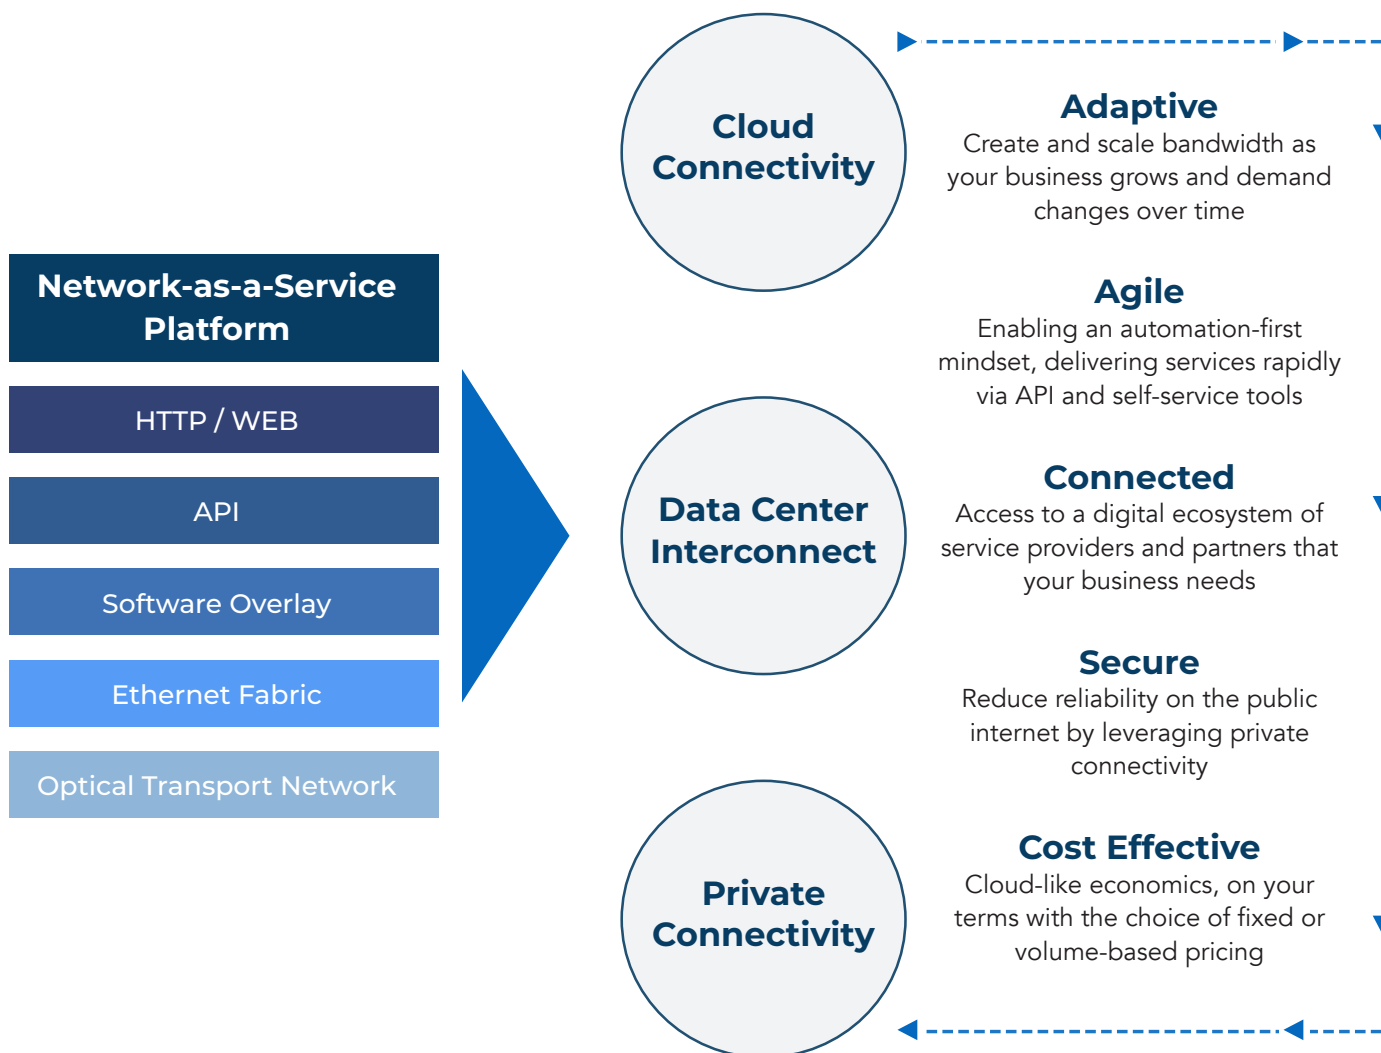 Network-as-a-Service
Platform
HTTP / WEB
API
Software Overlay
Ethernet Fabric
Optical Transport Network
Cloud
Connectivity
Data Center
Interconnect
Private
Connectivity
Adaptive
Create and scale bandwidth as
your business grows and demand
changes over time
Agile
Enabling an automation-first
mindset, delivering services rapidly
via API and self-service tools
Connected
Access to a digital ecosystem of
service providers and partners that
your business needs
Secure
Reduce reliability on the public
internet by leveraging private
connectivity
Cost Effective
Cloud-like economics, on your
terms with the choice of fixed or
volume-based pricing